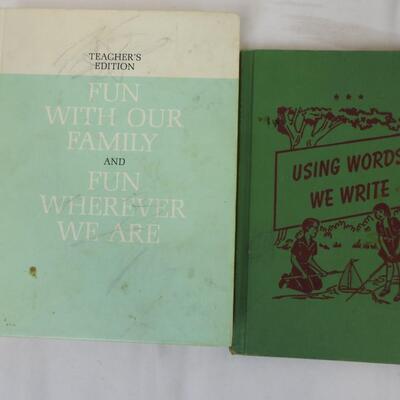 TEACHER'S
EDITION
FUN
WITH OUR
FAMILY
AND
FUN
WHEREVER
WE ARE
USING WORDS
WE WRITE